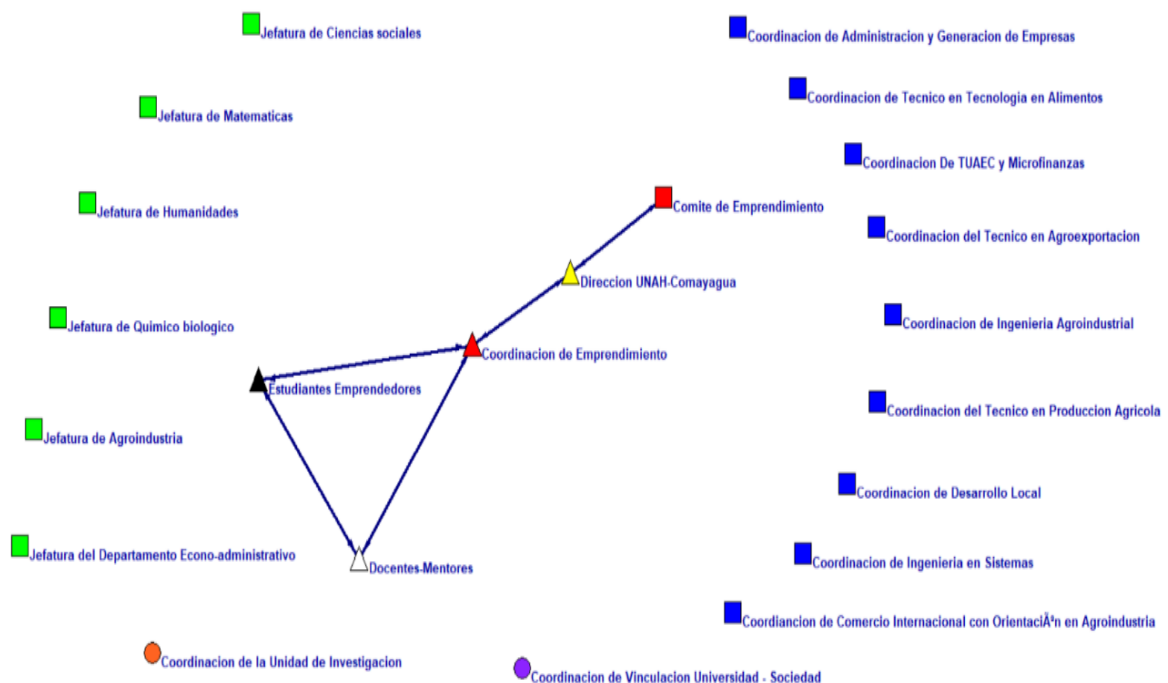 Jefatura de Ciencias sociales
Coordinacion de Administracion y Generacion de Empresas
Coordinacion de Tecnico en Tecnologia en Alimentos
Jefatura de Matematicas
Coordinacion De TUAEC y Microfinanzas
Comite de Emprendimiento
Jefatura de Humanidades
Coordinacion del Tecnico en Agroexportacion
Direccion UNAH-Comayagua
Jefatura de Quimico biologico
Coordinacion de Ingenieria Agroindustrial
Coordinacion de Emprendimiento
Estudiantes Emprendedores
Coordinacion del Tecnico en Produccion Agricola
Jefatura de Agroindustria
Coordinacion de Desarrollo Local
Jefatura del Departamento Econo-administrativo
Docentes-Mentores
Coordinacion de Ingenieria en Sistemas
Coordiancion de Comercio Internacional con OrientaciÃ³n en Agroindustria
Coordinacion de la Unidad de Investigacion
Coordinacion de Vinculacion Universidad - Sociedad